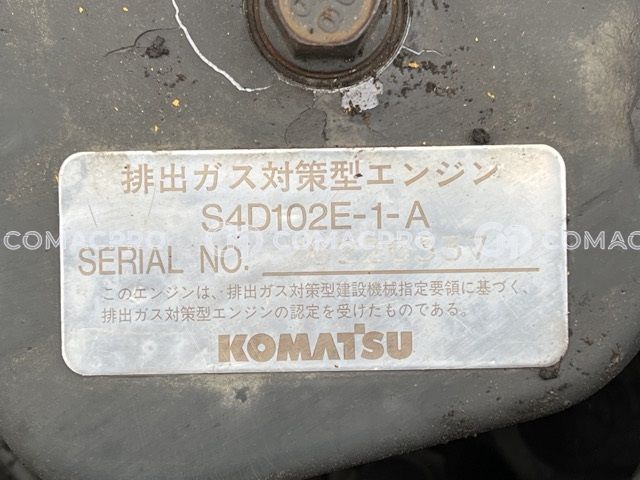 排出ガス対策型エンジン
S4D102E-1-A
SERIAL NO.
このエンジンは、排出ガス対策型建設機械指定要領に基づく、
排出ガス対策型エンジンの認定を受けたものである。
KOMATSU
COMACPRO
COMACPRO
COMACPRO